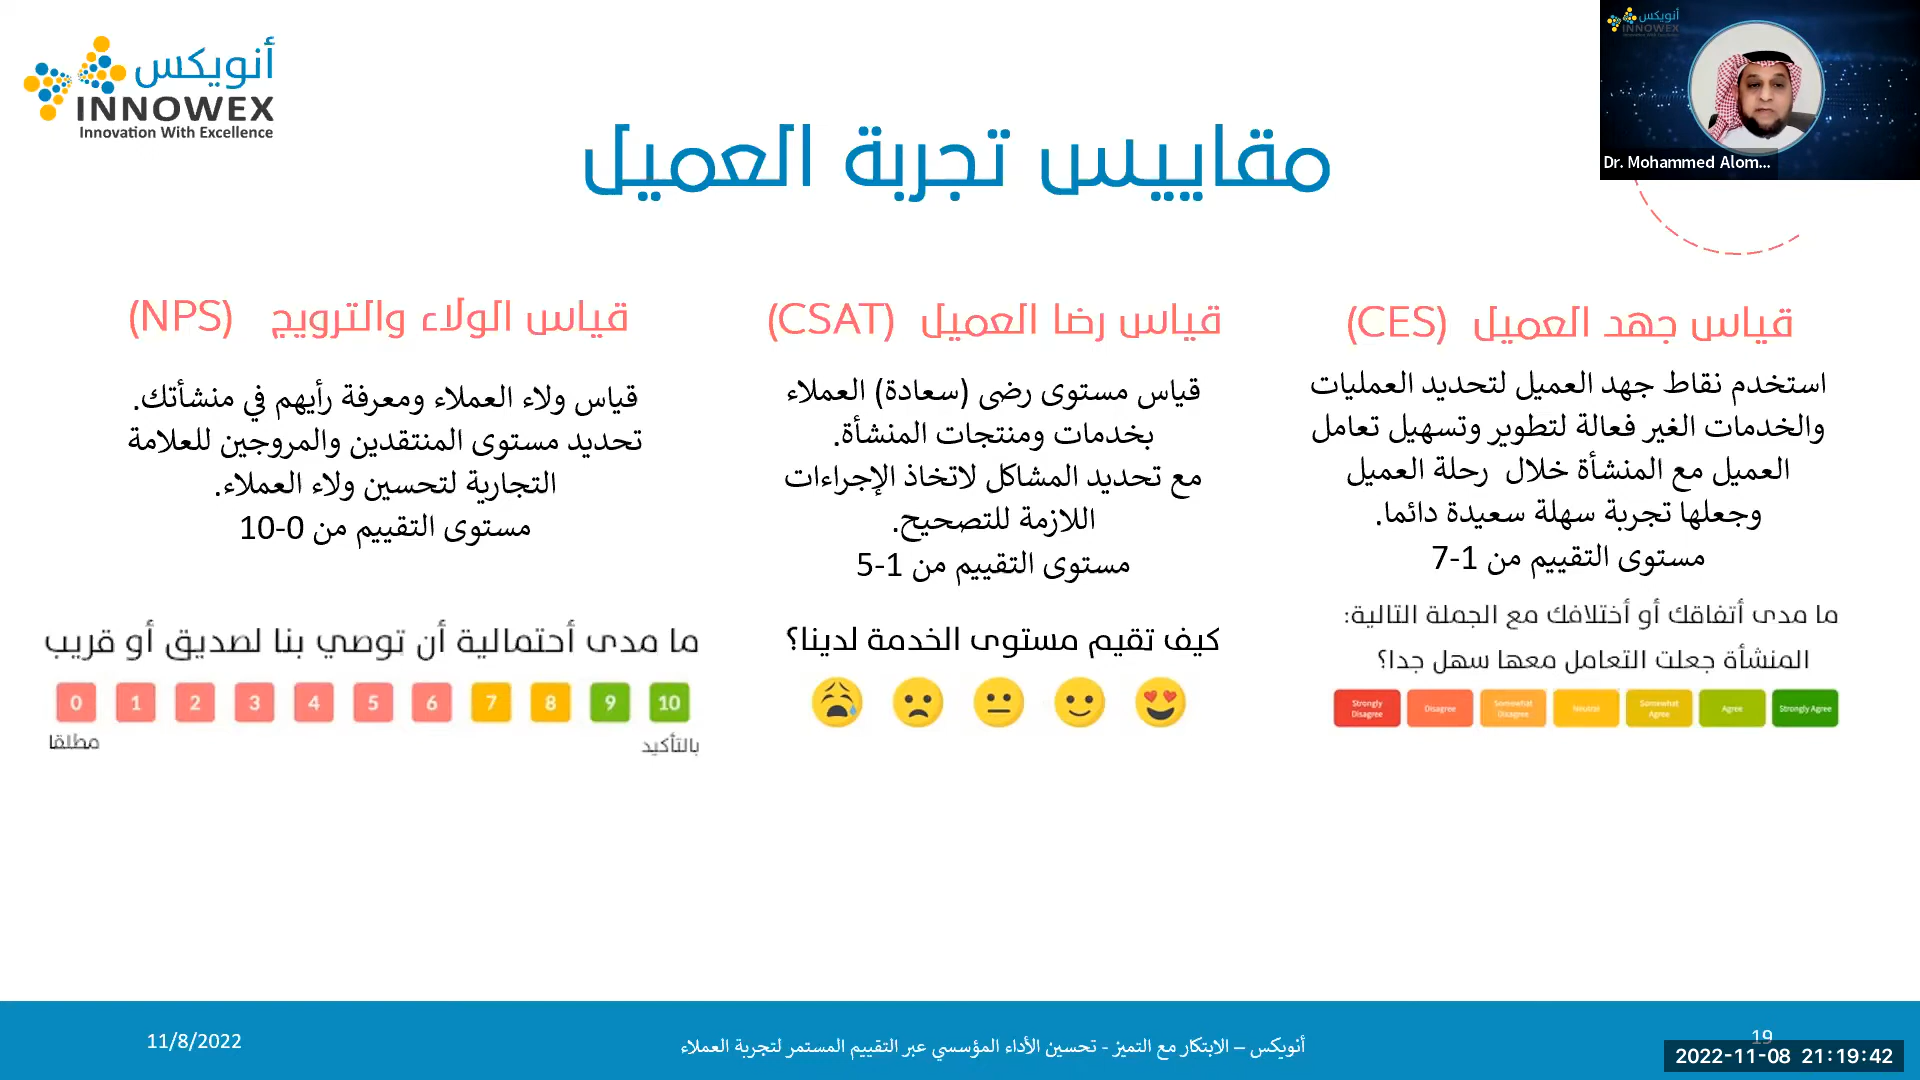 أنويكس
INNOWEX
Innovation With Excellence
أنويكس
INNOWEX
Dr. Mohammed Alom...
مقاييس تجربة العميل
قياس جهد العميل (CES)
استخدم نقاط جهد العميل لتحديد العمليات
والخدمات الغير فعالة لتطوير وتسهيل تعامل
العميل مع المنشأة خلال رحلة العميل
وجعلها تجربة سهلة سعيدة دائما.
مستوى التقييم من 1-7
ما مدى أتفاقك أو أختلافك مع الجملة التالية:
المنشأة جعلت التعامل معها سهل جدا؟
Strongly Disagree
Disagree
Somewhat Disagree
Neutral
Somewhat Agree
Agree
Strongly Agree
قياس رضا العميل (CSAT)
قياس مستوى رضى (سعادة) العملاء
بخدمات ومنتجات المنشأة.
مع تحديد المشاكل لاتخاذ الإجراءات
اللازمة للتصحيح.
مستوى التقييم من 1-5
كيف تقيم مستوى الخدمة لدينا؟
قياس الولاء والترويج (NPS)
قياس ولاء العملاء ومعرفة رأيهم في منشأتك.
تحديد مستوى المنتقدين والمروجين للعلامة
التجارية لتحسين ولاء العملاء.
مستوى التقييم من 0-10
ما مدى أحتمالية أن توصي بنا لصديق أو قريب
0 1 2 3 4 5 6 7 8 9 10
مطلقا
بالتأكيد
11/8/2022
أنويكس – الابتكار مع التميز - تحسين الأداء المؤسسي عبر التقييم المستمر لتجربة العملاء
19
2022-11-08 21:19:42